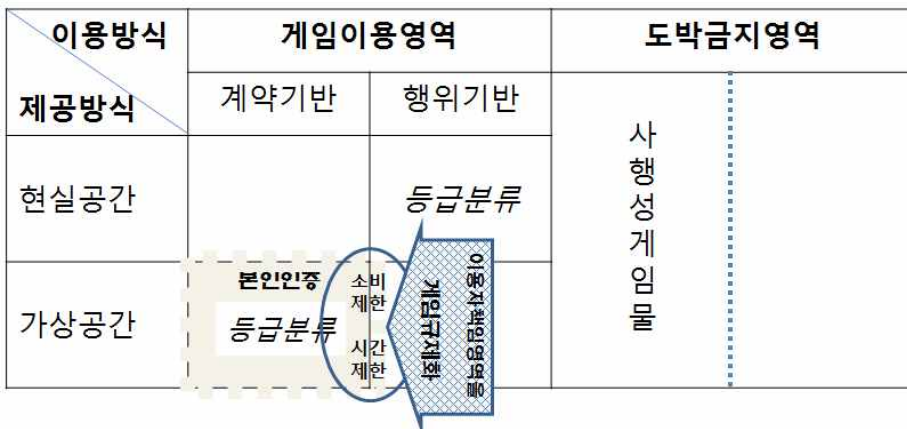 이용방식
게임이용영역
도박금지영역
제공방식
계약기반
행위기반
사행성게임물
현실공간
등급분류
가상공간
본인인증
등급분류
소비
제한
시간
제한
이용자책임영역을
게임규제화